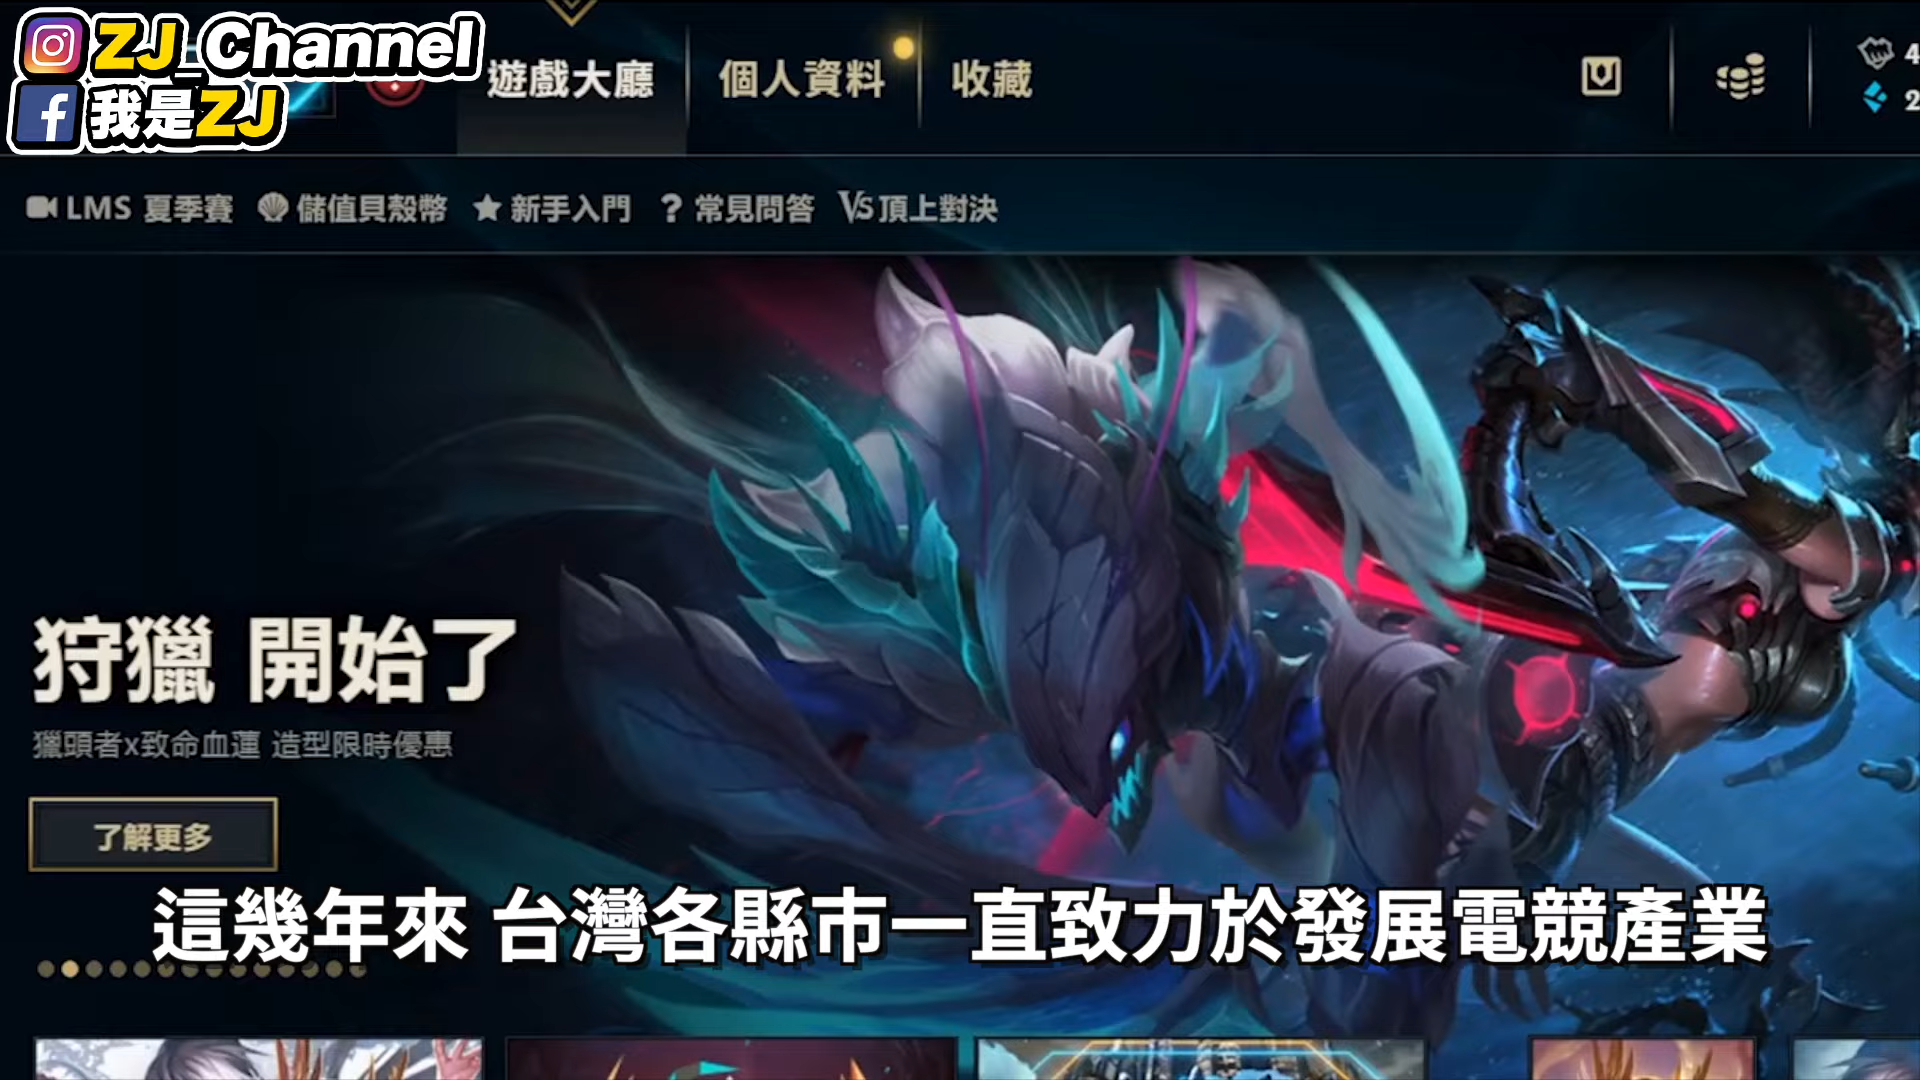 ZJ Channel
我是ZJ
遊戲大廳 個人資料 收藏
LMS 夏季賽 儲值貝殼幣 新手入門 ? 常見問答 VS 頂上對決
狩獵 開始了
獵頭者x致命血蓮 造型限時優惠
了解更多
這幾年來 台灣各縣市一直致力於發展電競產業